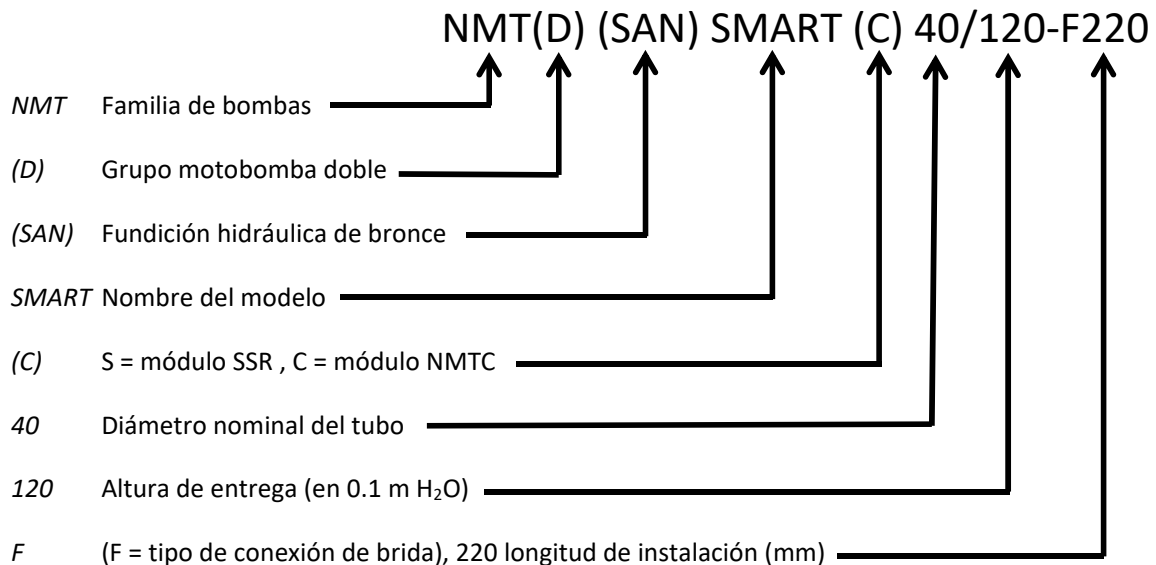 NMT(D) (SAN) SMART (C) 40/120-F220
NMT Familia de bombas
(D) Grupo motobomba doble
(SAN) Fundición hidráulica de bronce
SMART Nombre del modelo
(C) S = módulo SSR , C = módulo NMTC
40 Diámetro nominal del tubo
120 Altura de entrega (en 0.1 m H₂O)
F (F = tipo de conexión de brida), 220 longitud de instalación (mm)